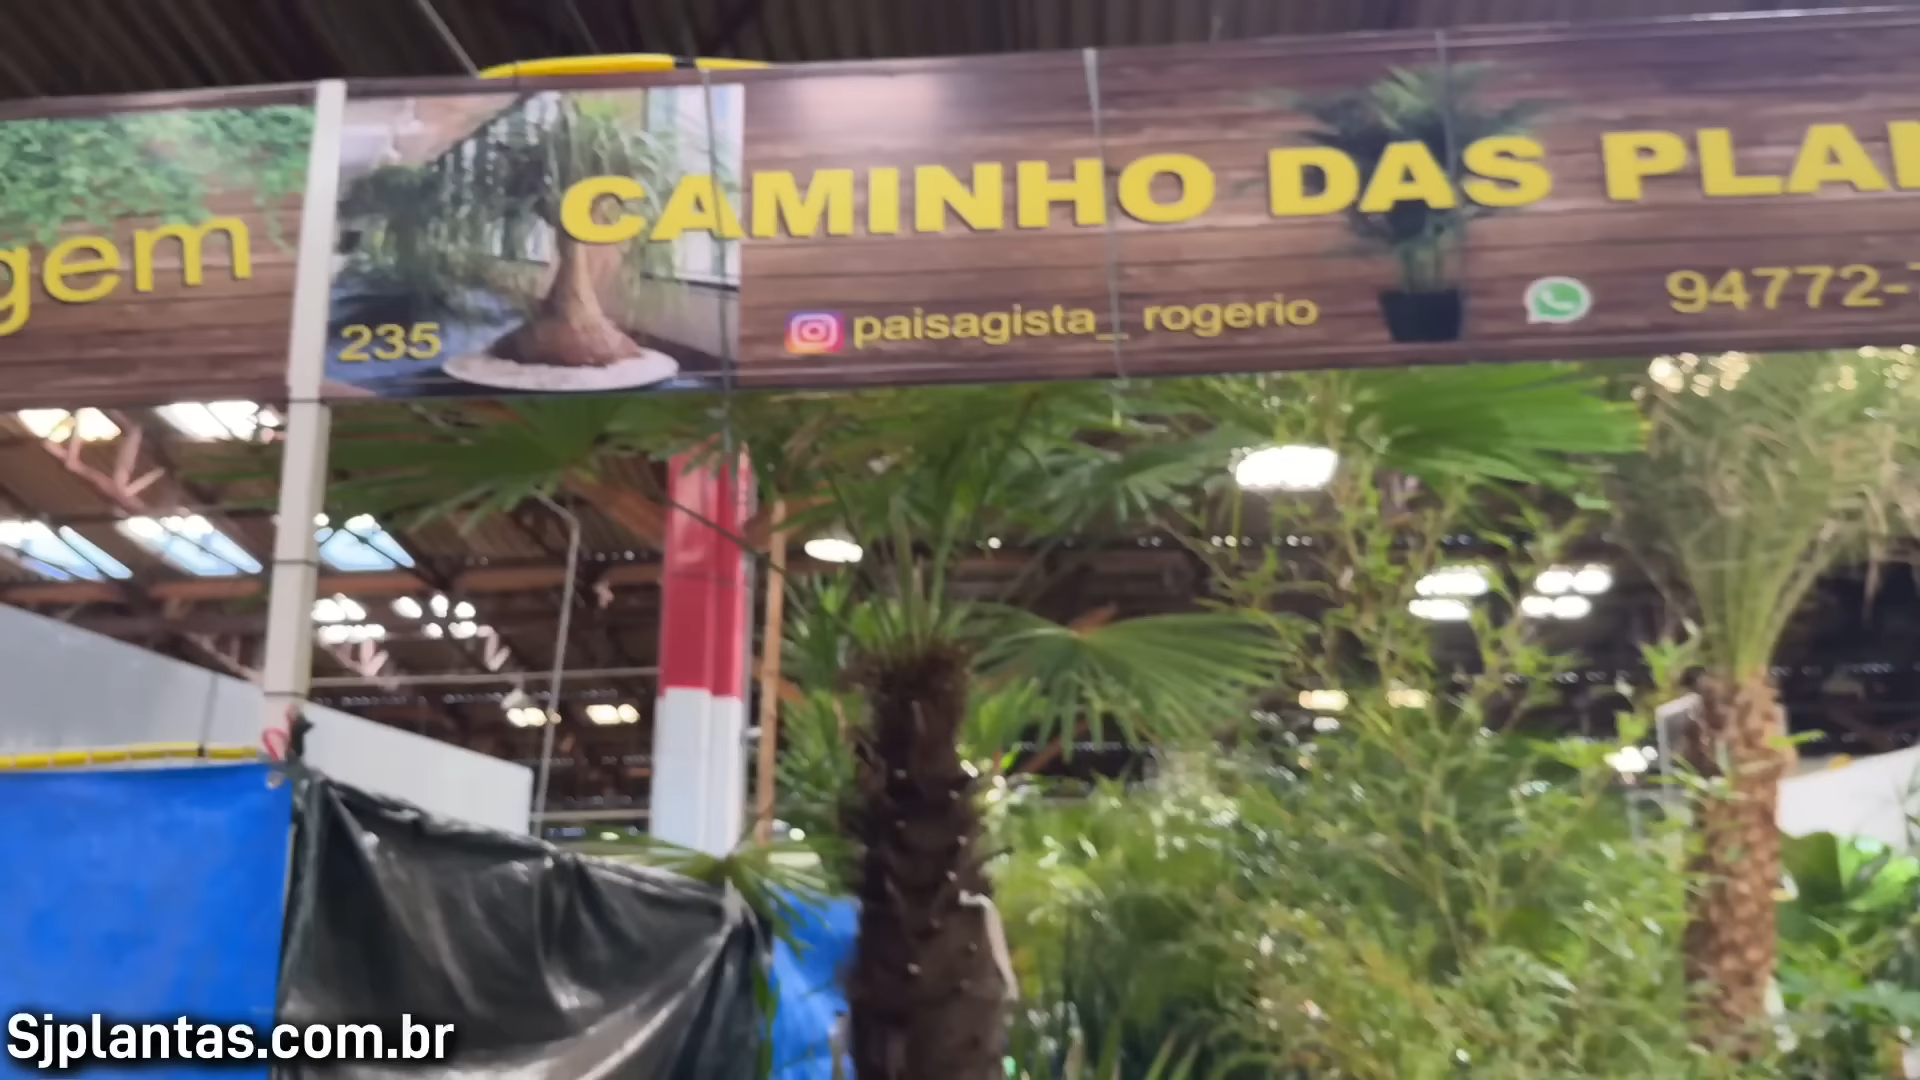 gem
CAMINHO DAS PLA
235
paisagista_ rogerio
94772-
Sjplantas.com.br